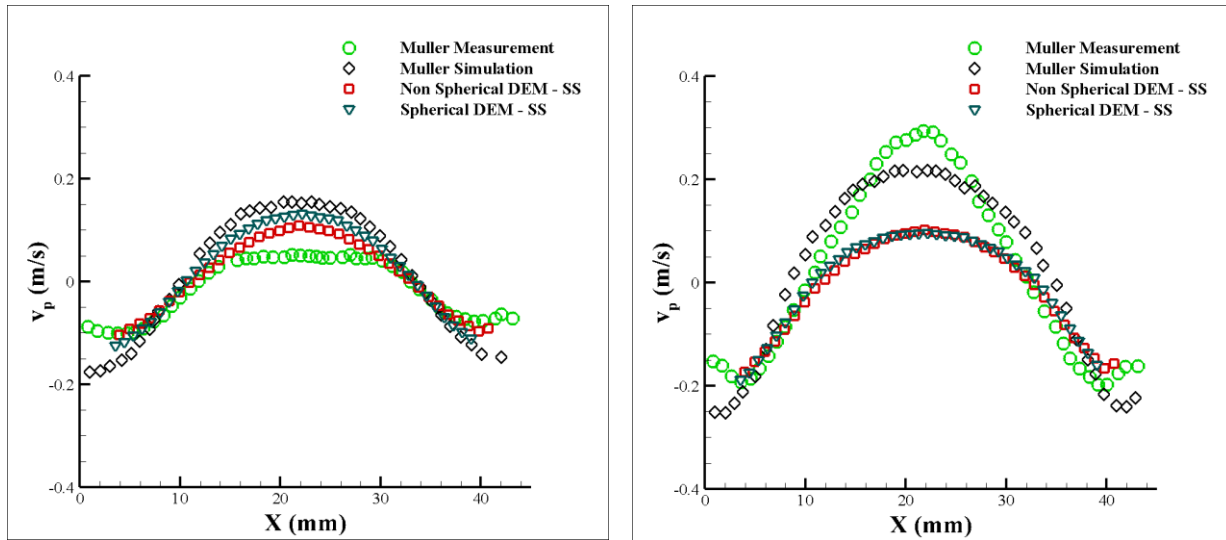 Muller Measurement
Muller Simulation
Non Spherical DEM - SS
Spherical DEM - SS
0.4
0.2
0
-0.2
-0.4
v_p (m/s)
0
10
20
30
40
X (mm)
Muller Measurement
Muller Simulation
Non Spherical DEM - SS
Spherical DEM - SS
0.4
0.2
0
-0.2
-0.4
v_p (m/s)
0
10
20
30
40
X (mm)